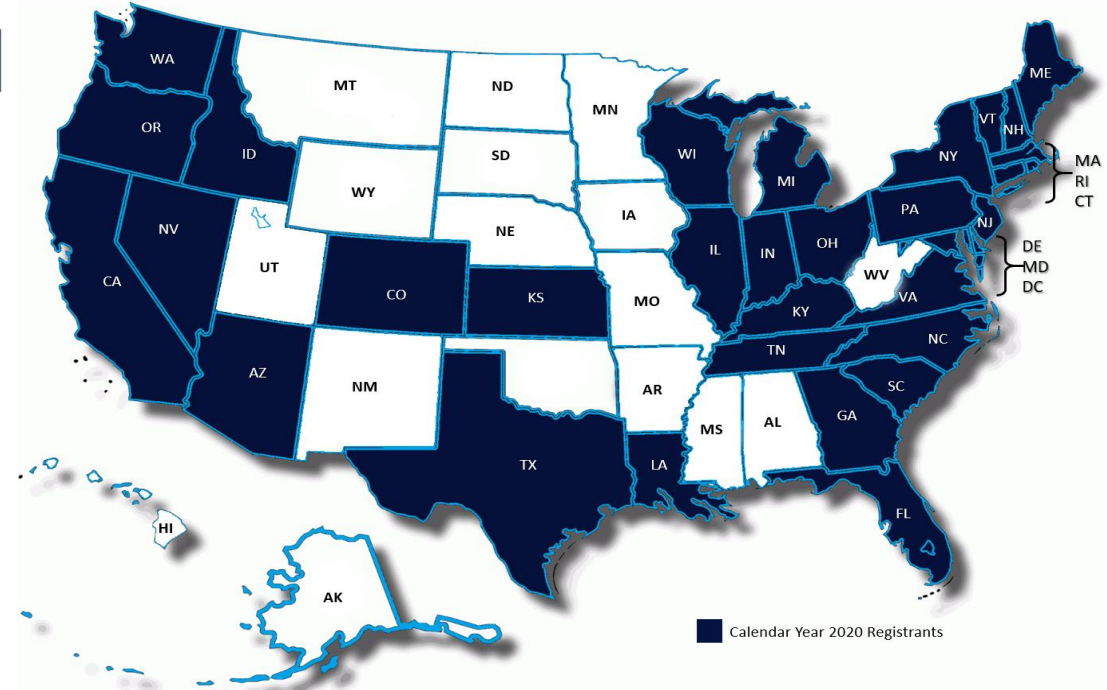 WA
MT
ND
MN
ME
OR
ID
SD
WI
VT
NH
WY
MI
NY
MA
RI
CT
NV
IA
PA
NE
NJ
UT
IL
IN
OH
DE
MD
DC
CA
CO
KS
MO
WV
VA
KY
NC
TN
AZ
NM
AR
SC
MS
AL
GA
TX
LA
FL
HI
AK
Calendar Year 2020 Registrants